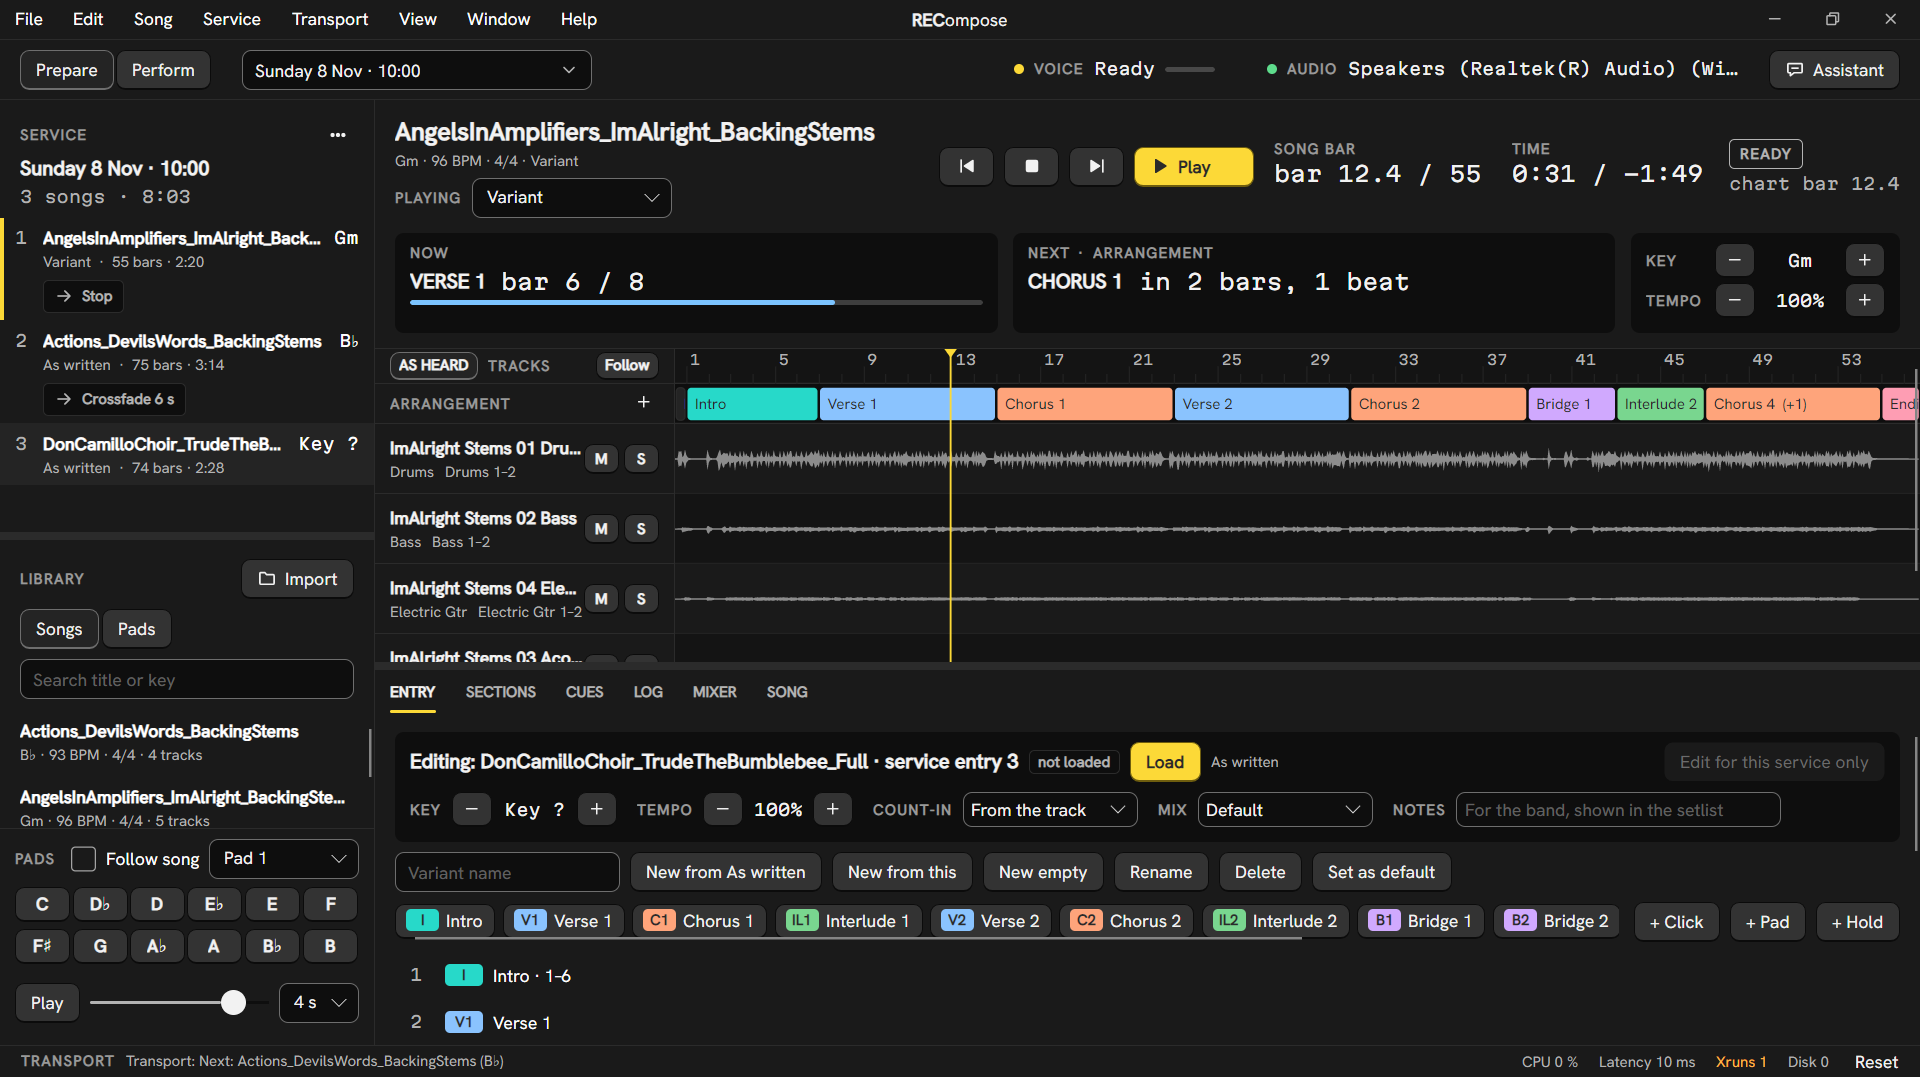 File Edit Song Service Transport View Window Help
RECompose
Prepare Perform
Sunday 8 Nov · 10:00
VOICE Ready
AUDIO Speakers (Realtek(R) Audio) (Wi…
Assistant
SERVICE
Sunday 8 Nov · 10:00
3 songs · 8:03
1 AngelsInAmplifiers_ImAlright_Back... Gm
Variant · 55 bars · 2:20
→ Stop
2 Actions_DevilsWords_BackingStems B♭
As written · 75 bars · 3:14
→ Crossfade 6 s
3 DonCamilloChoir_TrudeTheB... Key ?
As written · 74 bars · 2:28
LIBRARY
Import
Songs Pads
Search title or key
Actions_DevilsWords_BackingStems
B♭ · 93 BPM · 4/4 · 4 tracks
AngelsInAmplifiers_ImAlright_BackingSte...
Gm · 96 BPM · 4/4 · 5 tracks
PADS Follow song Pad 1
C D♭ D E♭ E F
F♯ G A♭ A B♭ B
Play 4 s
AngelsInAmplifiers_ImAlright_BackingStems
Gm · 96 BPM · 4/4 · Variant
PLAYING Variant
Play
SONG BAR
bar 12.4 / 55
TIME
0:31 / -1:49
READY
chart bar 12.4
NOW
VERSE 1 bar 6 / 8
NEXT · ARRANGEMENT
CHORUS 1 in 2 bars, 1 beat
KEY − Gm +
TEMPO − 100% +
AS HEARD TRACKS Follow
1 5 9 13 17 21 25 29 33 37 41 45 49 53
ARRANGEMENT +
Intro Verse 1 Chorus 1 Verse 2 Chorus 2 Bridge 1 Interlude 2 Chorus 4 (+1) Endi
ImAlright Stems 01 Dru... M S
Drums Drums 1-2
ImAlright Stems 02 Bass M S
Bass Bass 1-2
ImAlright Stems 04 Ele... M S
Electric Gtr Electric Gtr 1-2
ImAlright Stems 03 Aco...
ENTRY SECTIONS CUES LOG MIXER SONG
Editing: DonCamilloChoir_TrudeTheBumblebee_Full · service entry 3 not loaded Load As written Edit for this service only
KEY − Key ? + TEMPO − 100% + COUNT-IN From the track MIX Default NOTES For the band, shown in the setlist
Variant name New from As written New from this New empty Rename Delete Set as default
I Intro V1 Verse 1 C1 Chorus 1 IL1 Interlude 1 V2 Verse 2 C2 Chorus 2 IL2 Interlude 2 B1 Bridge 1 B2 Bridge 2 + Click + Pad + Hold
1 I Intro · 1-6
2 V1 Verse 1
TRANSPORT Transport: Next: Actions_DevilsWords_BackingStems (B♭)
CPU 0 % Latency 10 ms Xruns 1 Disk 0 Reset